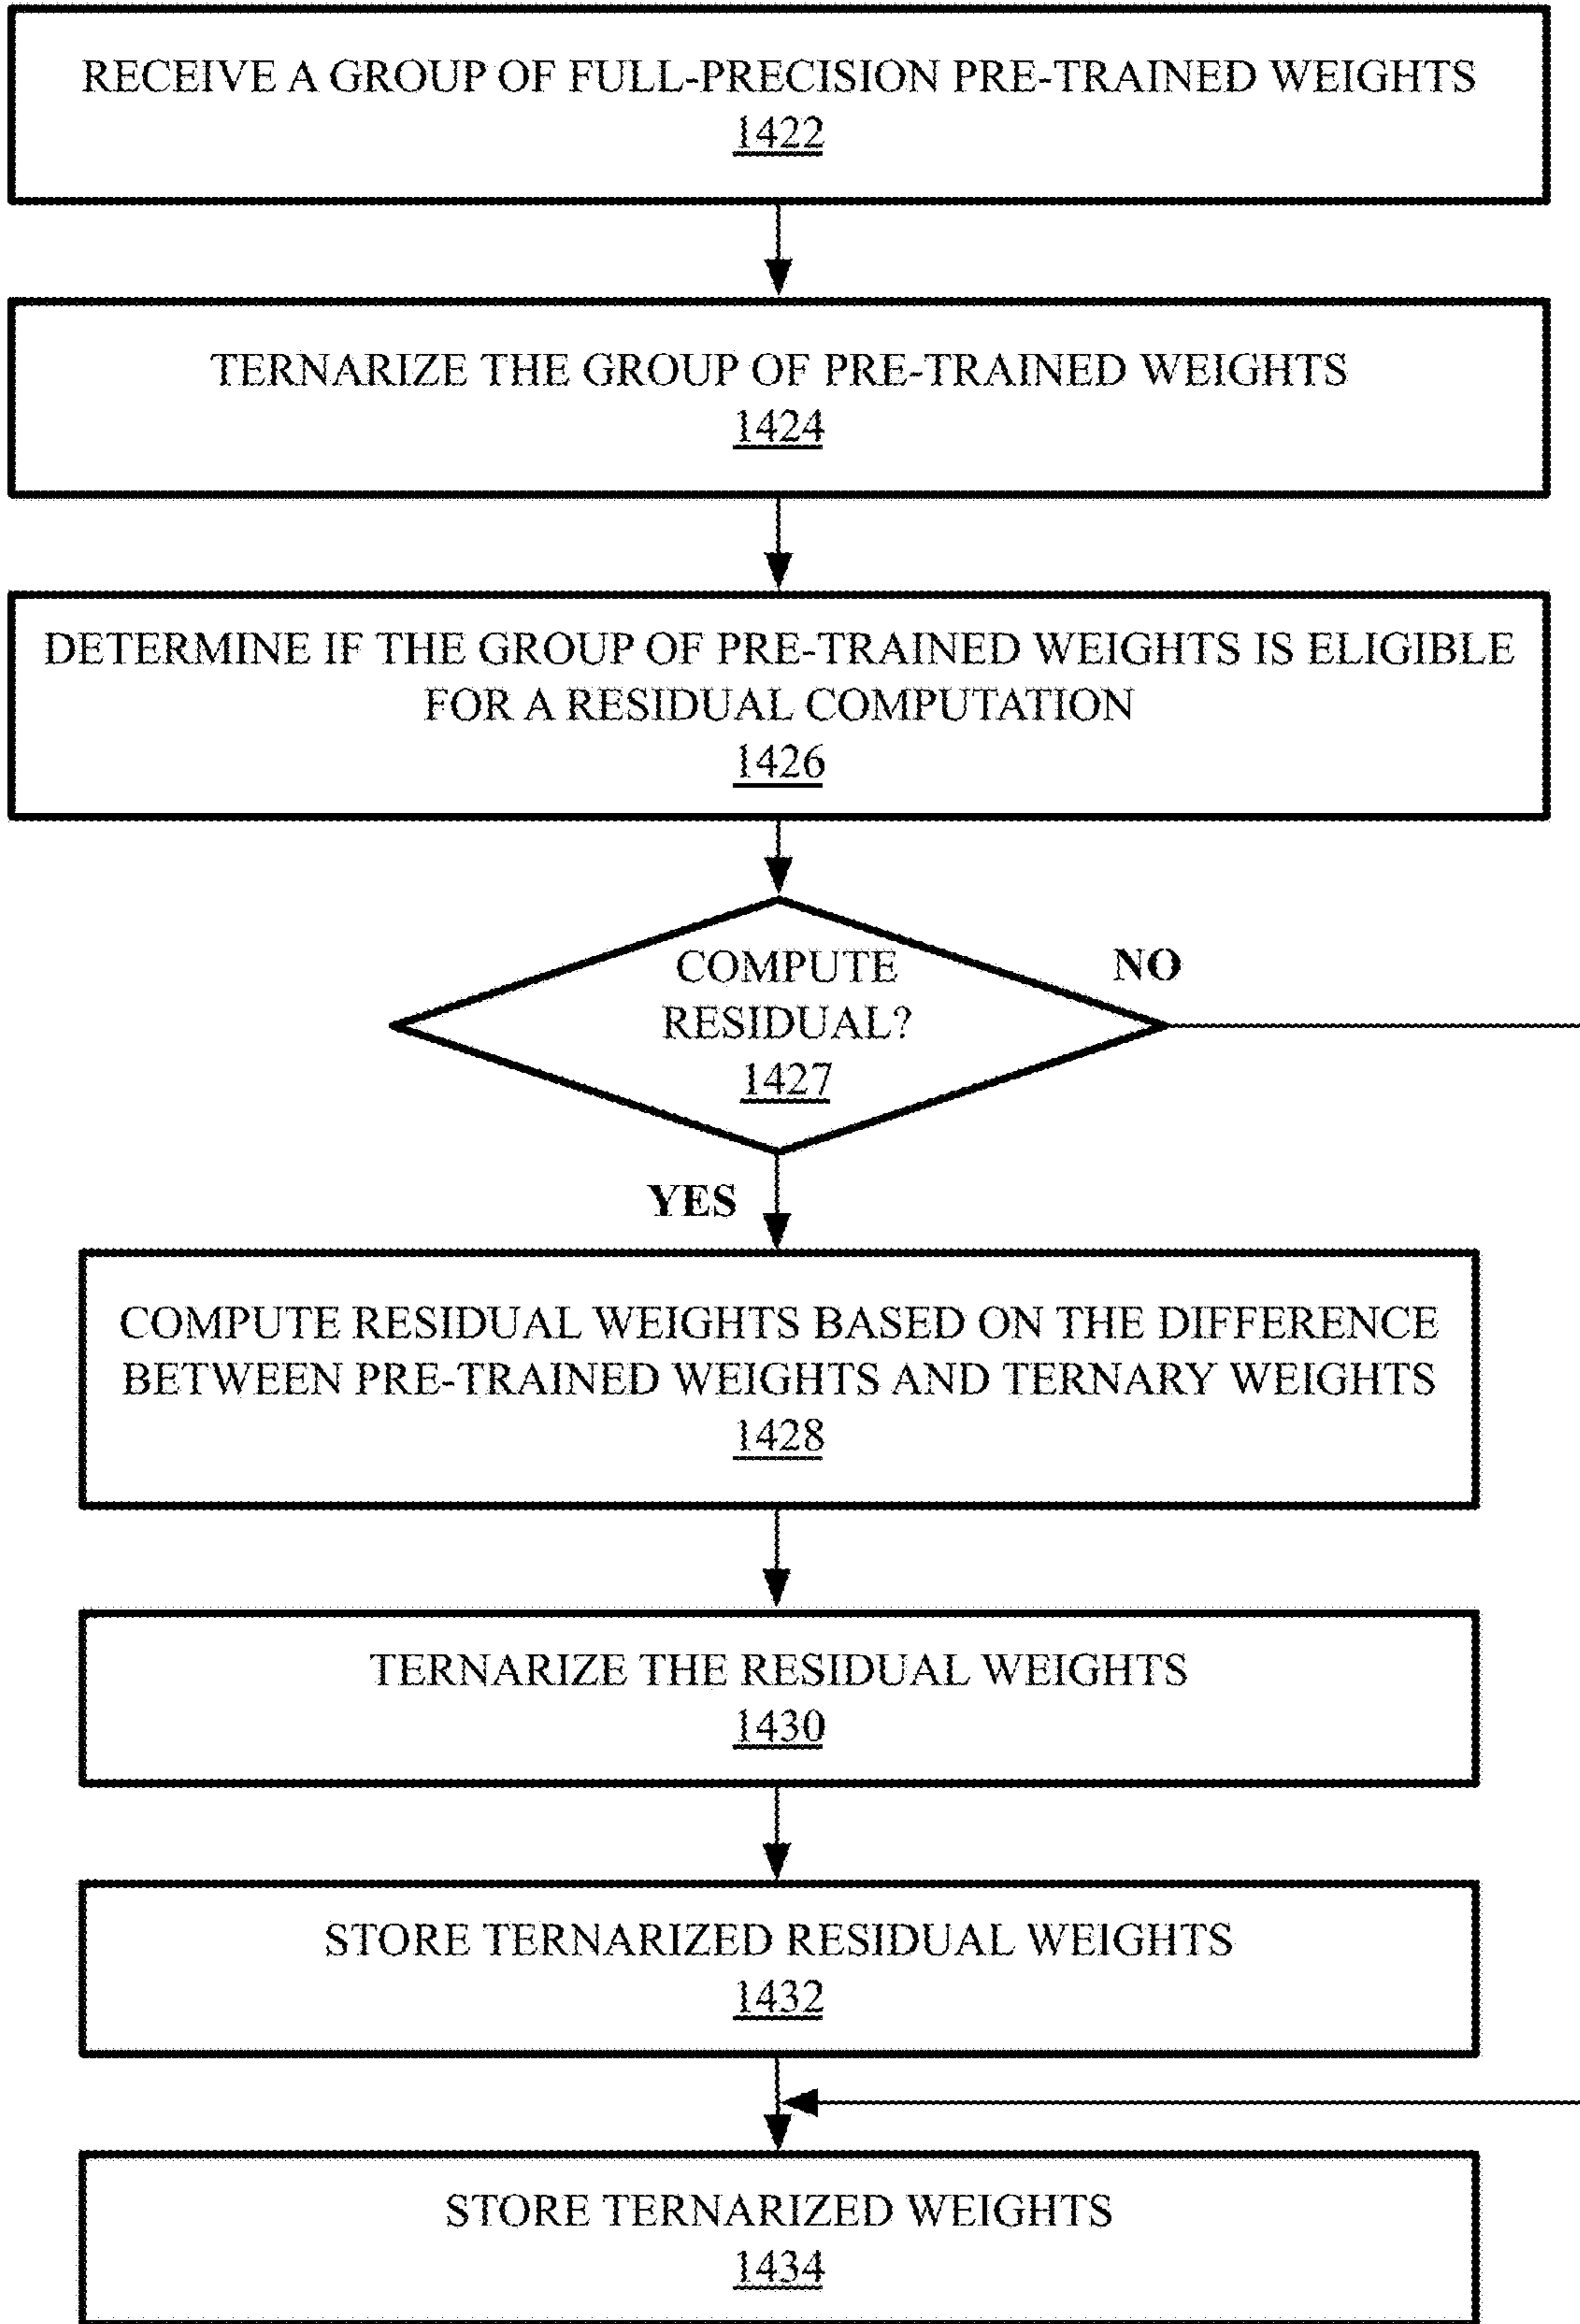 RECEIVE A GROUP OF FULL-PRECISION PRE-TRAINED WEIGHTS
1422
TERNARIZE THE GROUP OF PRE-TRAINED WEIGHTS
1424
DETERMINE IF THE GROUP OF PRE-TRAINED WEIGHTS IS ELIGIBLE
FOR A RESIDUAL COMPUTATION
1426
COMPUTE
RESIDUAL?
1427
NO
YES
COMPUTE RESIDUAL WEIGHTS BASED ON THE DIFFERENCE
BETWEEN PRE-TRAINED WEIGHTS AND TERNARY WEIGHTS
1428
TERNARIZE THE RESIDUAL WEIGHTS
1430
STORE TERNARIZED RESIDUAL WEIGHTS
1432
STORE TERNARIZED WEIGHTS
1434